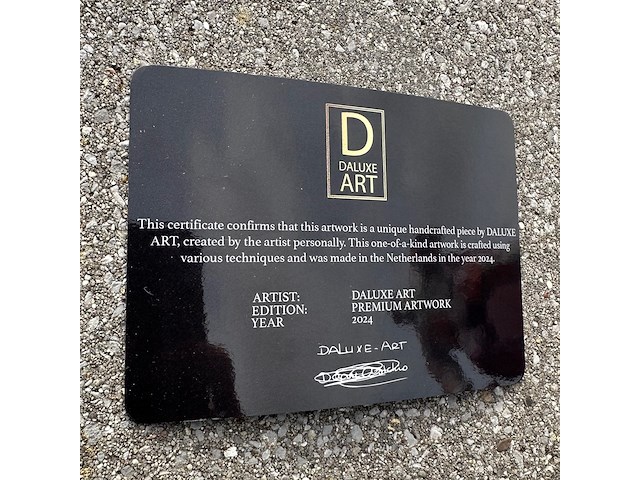 D
DALUXE
ART
This certificate confirms that this artwork is a unique handcrafted piece by DALUXE
ART, created by the artist personally. This one-of-a-kind artwork is crafted using
various techniques and was made in the Netherlands in the year 2024.
ARTIST: DALUXE ART
EDITION: PREMIUM ARTWORK
YEAR 2024
DALUXE-ART